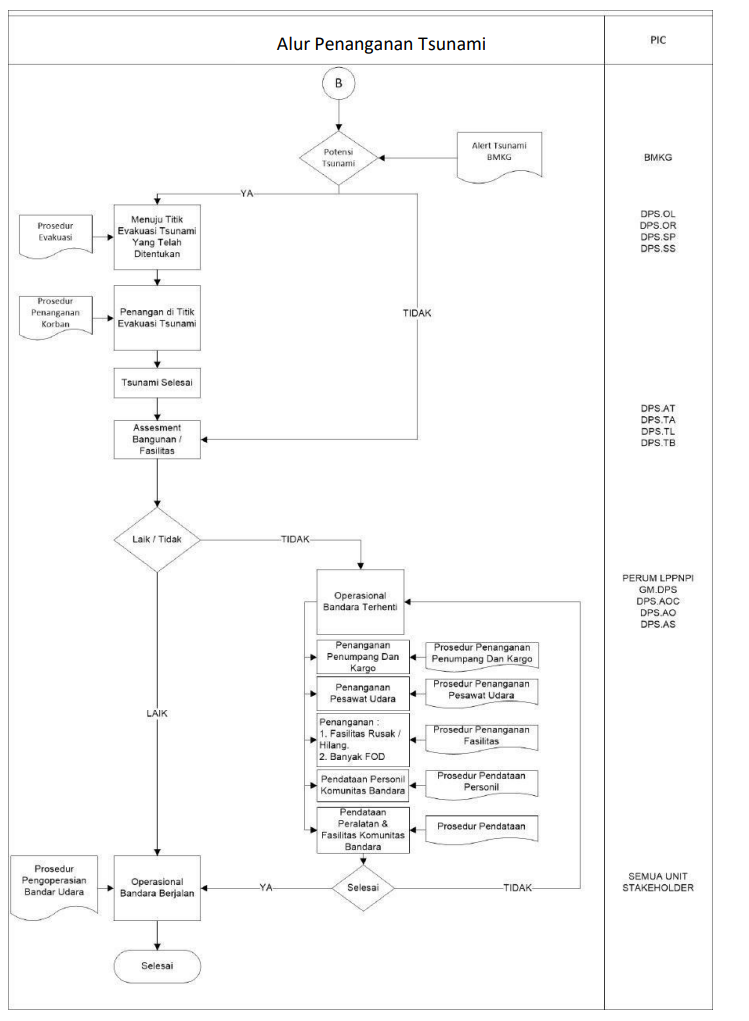 Alur Penanganan Tsunami
PIC
B
Potensi
Tsunami
Alert Tsunami
BMKG
BMKG
YA
Prosedur
Evakuasi
Menuju Titik
Evakuasi Tsunami
Yang Telah
Ditentukan
DPS.OL
DPS.OR
DPS.SP
DPS.SS
Prosedur
Penanganan
Korban
Penangan di Titik
Evakuasi Tsunami
TIDAK
Tsunami Selesai
Assesment
Bangunan /
Fasilitas
DPS.AT
DPS.TA
DPS.TL
DPS.TB
Laik / Tidak
TIDAK
Operasional
Bandara Terhenti
PERUM LPPNPI
GM.DPS
DPS.AOC
DPS.AO
DPS.AS
Penanganan
Penumpang Dan
Kargo
Prosedur Penanganan
Penumpang Dan Kargo
Penanganan
Pesawat Udara
Prosedur Penanganan
Pesawat Udara
LAIK
Penanganan :
1. Fasilitas Rusak /
Hilang.
2. Banyak FOD
Prosedur Penanganan
Fasilitas
Pendataan Personil
Komunitas Bandara
Prosedur Pendataan
Personil
Pendataan
Peralatan &
Fasilitas Komunitas
Bandara
Prosedur Pendataan
Prosedur
Pengoperasian
Bandar Udara
Operasional
Bandara Berjalan
YA
Selesai
TIDAK
SEMUA UNIT
STAKEHOLDER
Selesai